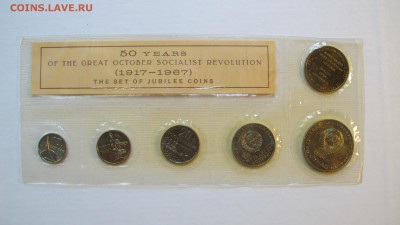 COINS.LAVE.RU
50 YEARS
OF THE GREAT OCTOBER SOCIALIST REVOLUTION
(1917—1967)
THE SET OF JUBILEE COINS